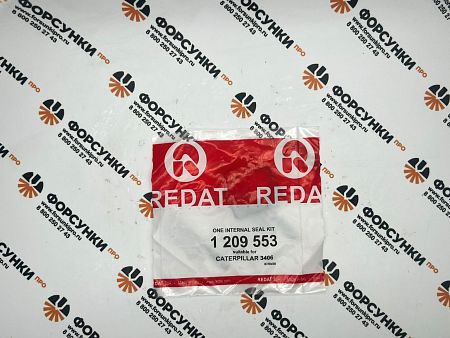 ФОРСУНКИ ПРО
www.forsunkipro.ru
8 800 250 27 43
REDAT REDAT
ONE INTERNAL SEAL KIT
1 209 553
suitable for
CATERPILLAR 3406
REDAT